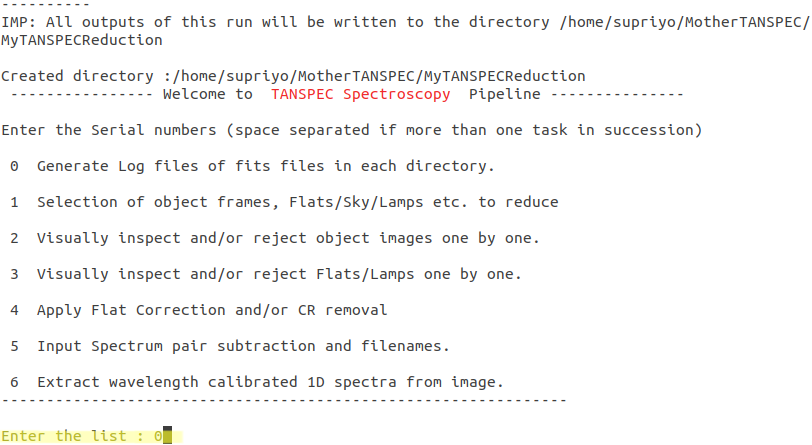 ----------
IMP: All outputs of this run will be written to the directory /home/supriyo/MotherTANSPEC/
MyTANSPECReduction
Created directory :/home/supriyo/MotherTANSPEC/MyTANSPECReduction
---------------- Welcome to  TANSPEC Spectroscopy  Pipeline ---------------
Enter the Serial numbers (space separated if more than one task in succession)
0  Generate Log files of fits files in each directory.
1  Selection of object frames, Flats/Sky/Lamps etc. to reduce
2  Visually inspect and/or reject object images one by one.
3  Visually inspect and/or reject Flats/Lamps one by one.
4  Apply Flat Correction and/or CR removal
5  Input Spectrum pair subtraction and filenames.
6  Extract wavelength calibrated 1D spectra from image.
---------------------------------------------------------------
Enter the list : 0